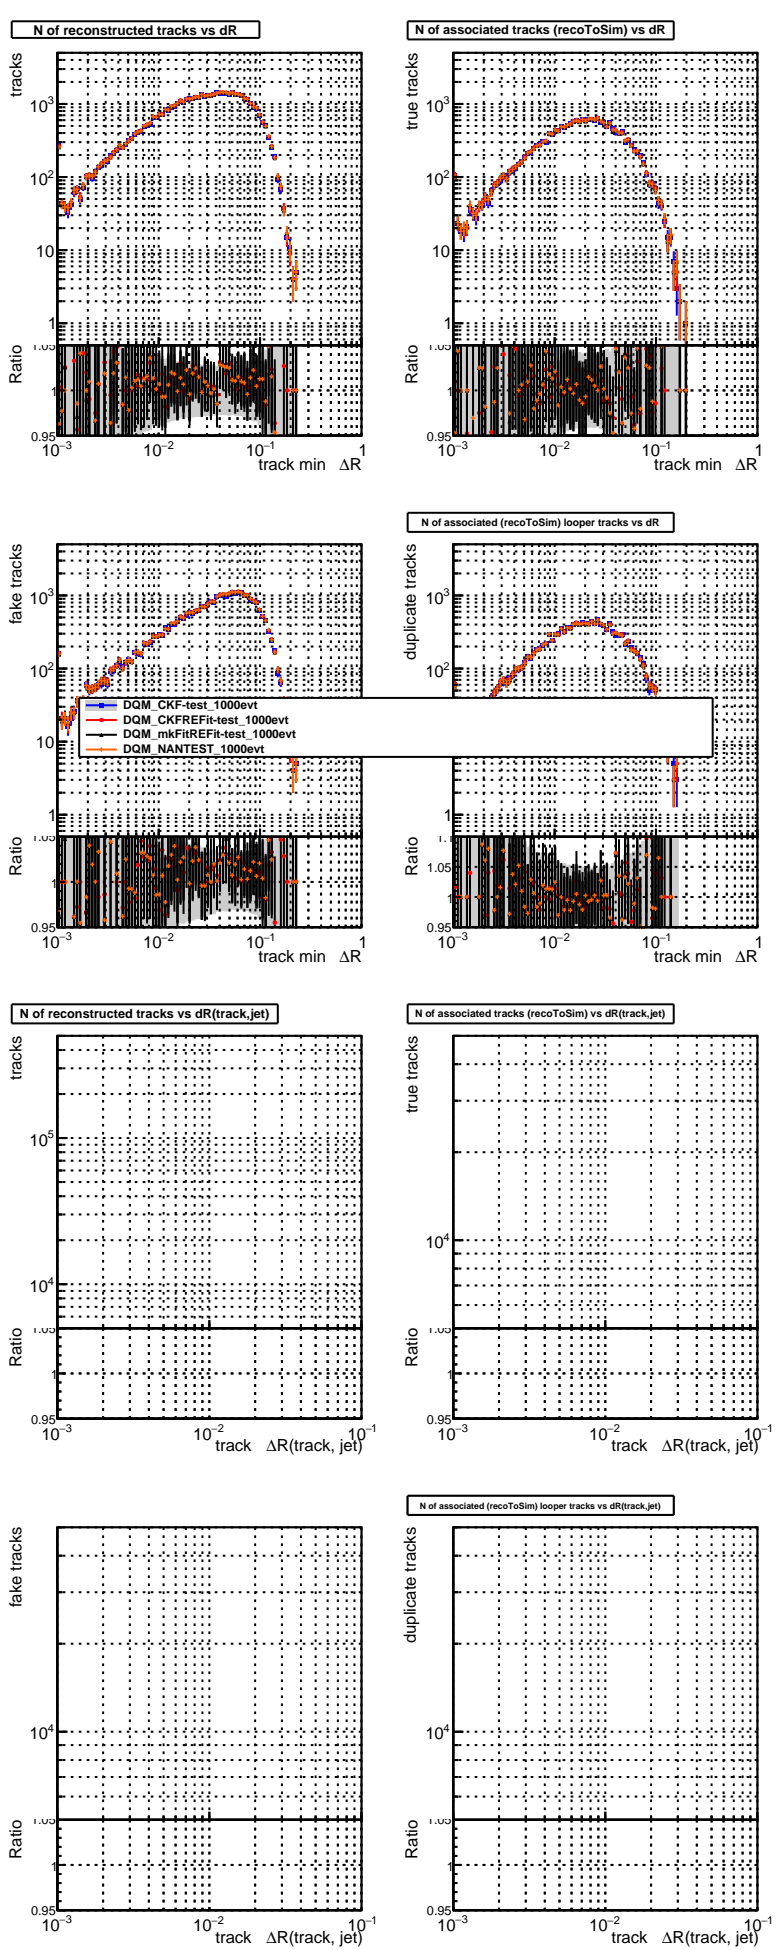 N of reconstructed tracks vs dR
tracks
10³
10²
10
1
Ratio
1.05
1
0.95
10⁻³ 10⁻² 10⁻¹ 1
track min ΔR
N of associated tracks (recoToSim) vs dR
true tracks
10³
10²
10
1
Ratio
1.05
1
0.95
10⁻³ 10⁻² 10⁻¹ 1
track min ΔR
fake tracks
10³
10²
10
1
Ratio
1.05
1
0.95
10⁻³ 10⁻² 10⁻¹ 1
track min ΔR
N of associated (recoToSim) looper tracks vs dR
duplicate tracks
10³
10²
10
1
Ratio
1.1
1.05
1
0.95
10⁻³ 10⁻² 10⁻¹ 1
track min ΔR
DQM_CKF-test_1000evt
DQM_CKFREFit-test_1000evt
DQM_mkFitREFit-test_1000evt
DQM_NANTEST_1000evt
N of reconstructed tracks vs dR(track,jet)
tracks
10⁵
10⁴
Ratio
1.05
1
0.95
10⁻³ 10⁻² 10⁻¹
track ΔR(track, jet)
N of associated tracks (recoToSim) vs dR(track,jet)
true tracks
10⁴
Ratio
1.05
1
0.95
10⁻³ 10⁻² 10⁻¹
track ΔR(track, jet)
fake tracks
10⁴
Ratio
1.05
1
0.95
10⁻³ 10⁻² 10⁻¹
track ΔR(track, jet)
N of associated (recoToSim) looper tracks vs dR(track,jet)
duplicate tracks
10⁴
Ratio
1.05
1
0.95
10⁻³ 10⁻² 10⁻¹
track ΔR(track, jet)